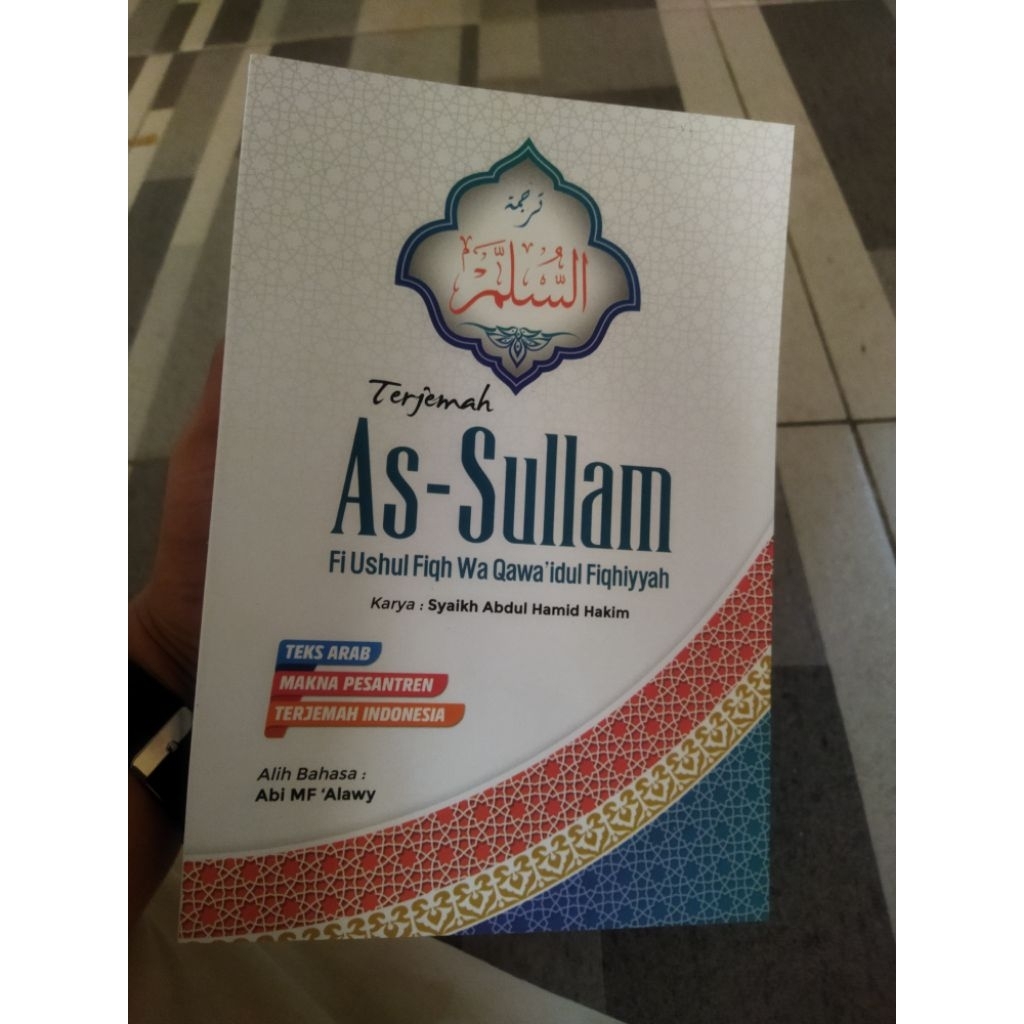 ترجمة
السُّلَّم
Terjemah
As-Sullam
Fi Ushul Fiqh Wa Qawa'idul Fiqhiyyah
Karya : Syaikh Abdul Hamid Hakim
TEKS ARAB
MAKNA PESANTREN
TERJEMAH INDONESIA
Alih Bahasa :
Abi MF 'Alawy